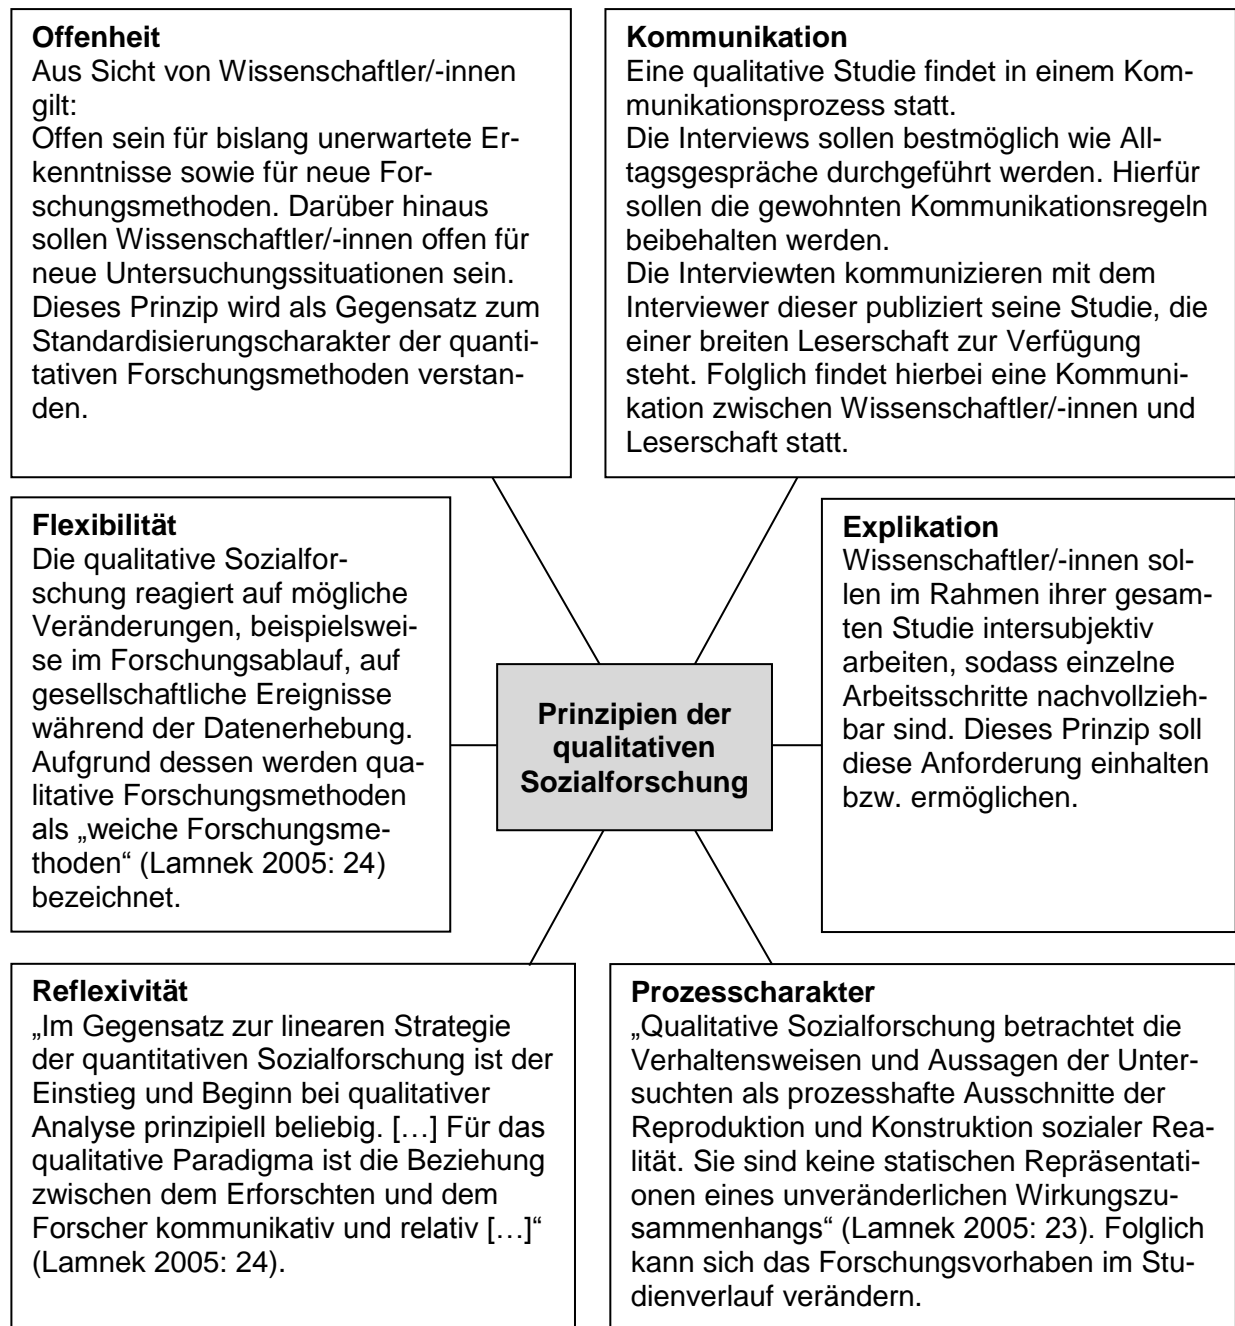 Offenheit
Aus Sicht von Wissenschaftler/-innen
gilt:
Offen sein für bislang unerwartete Er-
kenntnisse sowie für neue For-
schungsmethoden. Darüber hinaus
sollen Wissenschaftler/-innen offen für
neue Untersuchungssituationen sein.
Dieses Prinzip wird als Gegensatz zum
Standardisierungscharakter der quanti-
tativen Forschungsmethoden verstan-
den.
Kommunikation
Eine qualitative Studie findet in einem Kom-
munikationsprozess statt.
Die Interviews sollen bestmöglich wie All-
tagsgespräche durchgeführt werden. Hierfür
sollen die gewohnten Kommunikationsregeln
beibehalten werden.
Die Interviewten kommunizieren mit dem
Interviewer dieser publiziert seine Studie, die
einer breiten Leserschaft zur Verfügung
steht. Folglich findet hierbei eine Kommuni-
kation zwischen Wissenschaftler/-innen und
Leserschaft statt.
Flexibilität
Die qualitative Sozialfor-
schung reagiert auf mögliche
Veränderungen, beispielswei-
se im Forschungsablauf, auf
gesellschaftliche Ereignisse
während der Datenerhebung.
Aufgrund dessen werden qua-
litative Forschungsmethoden
als „weiche Forschungsme-
thoden“ (Lamnek 2005: 24)
bezeichnet.
Prinzipien der
qualitativen
Sozialforschung
Explikation
Wissenschaftler/-innen sol-
len im Rahmen ihrer gesam-
ten Studie intersubjektiv
arbeiten, sodass einzelne
Arbeitsschritte nachvollzieh-
bar sind. Dieses Prinzip soll
diese Anforderung einhalten
bzw. ermöglichen.
Reflexivität
„Im Gegensatz zur linearen Strategie
der quantitativen Sozialforschung ist der
Einstieg und Beginn bei qualitativer
Analyse prinzipiell beliebig. […] Für das
qualitative Paradigma ist die Beziehung
zwischen dem Erforschten und dem
Forscher kommunikativ und relativ […]“
(Lamnek 2005: 24).
Prozesscharakter
„Qualitative Sozialforschung betrachtet die
Verhaltensweisen und Aussagen der Unter-
suchten als prozesshafte Ausschnitte der
Reproduktion und Konstruktion sozialer Rea-
lität. Sie sind keine statischen Repräsentati-
onen eines unveränderlichen Wirkungszu-
sammenhangs“ (Lamnek 2005: 23). Folglich
kann sich das Forschungsvorhaben im Stu-
dienverlauf verändern.